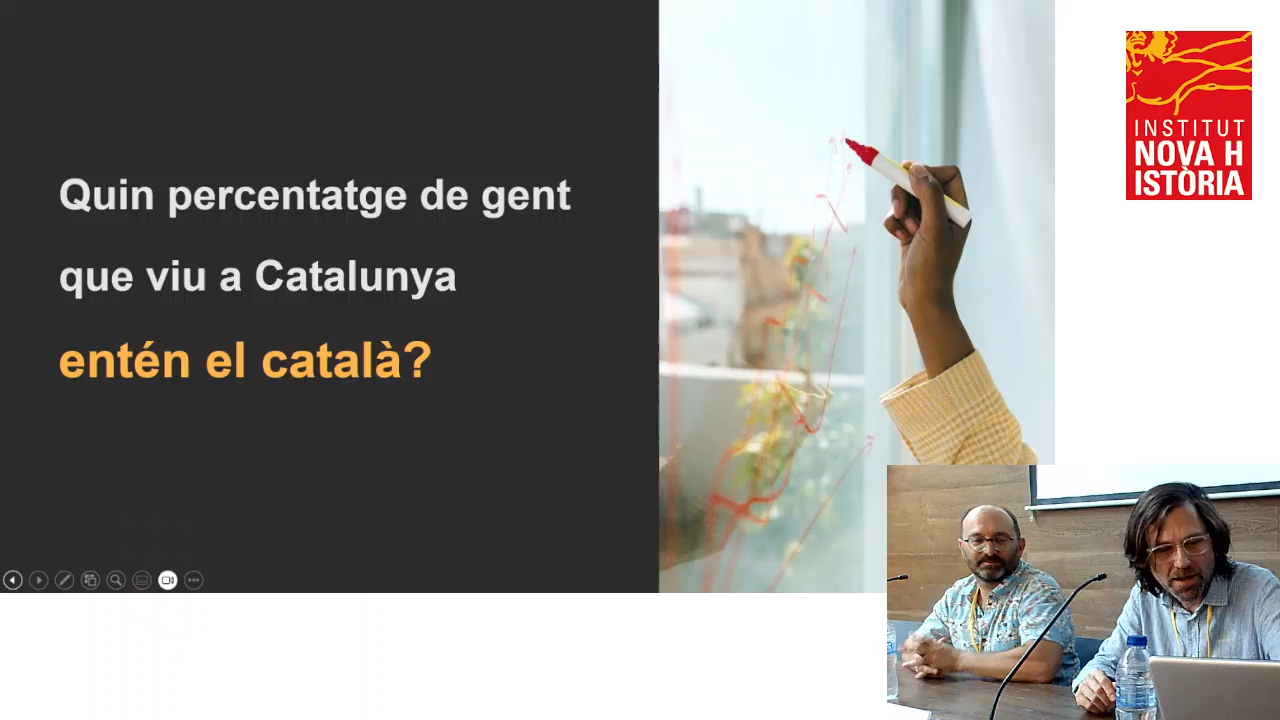 Quin percentatge de gent
que viu a Catalunya
entén el català?
INSTITUT
NOVA H
ISTÒRIA